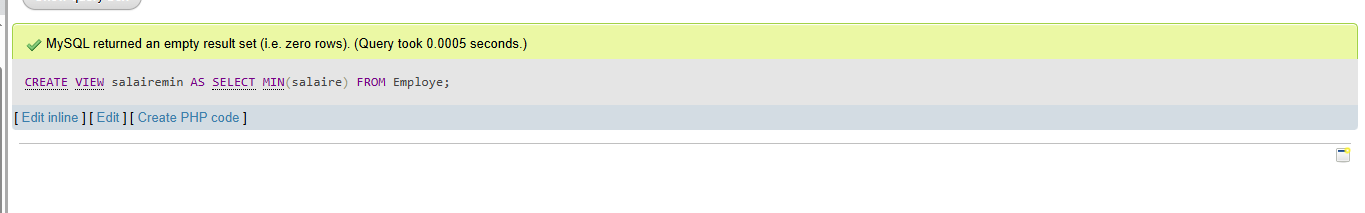 MySQL returned an empty result set (i.e. zero rows). (Query took 0.0005 seconds.)
CREATE VIEW salairemin AS SELECT MIN(salaire) FROM Employe;
[ Edit inline ] [ Edit ] [ Create PHP code ]